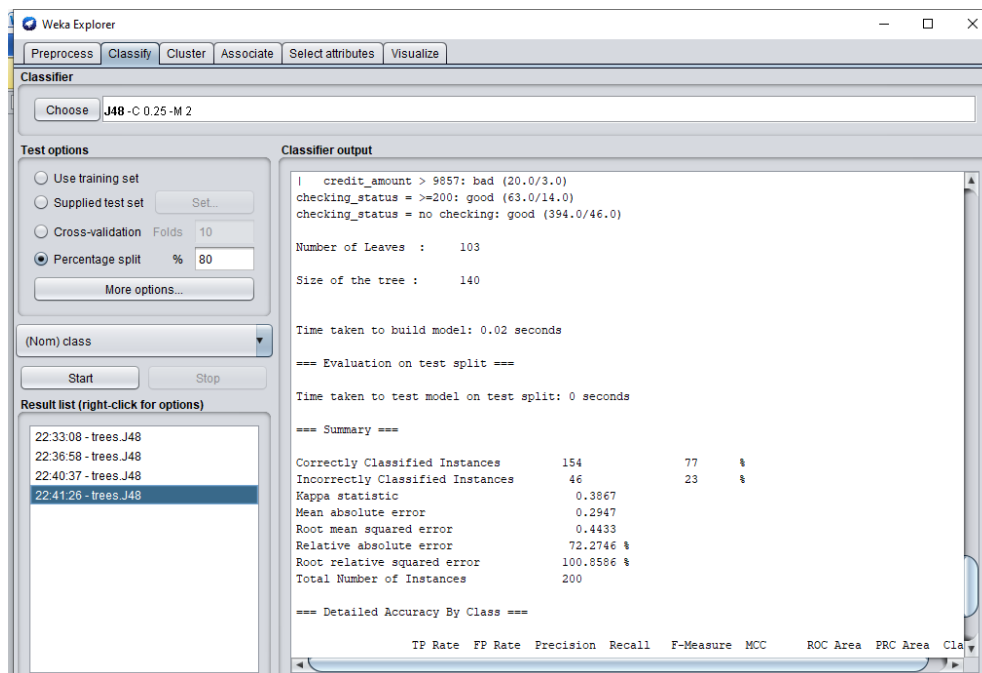 Weka Explorer
Preprocess Classify Cluster Associate Select attributes Visualize
Classifier
Choose J48 -C 0.25 -M 2
Test options
Use training set
Supplied test set Set...
Cross-validation Folds 10
Percentage split % 80
More options...
(Nom) class
Start Stop
Result list (right-click for options)
22:33:08 - trees.J48
22:36:58 - trees.J48
22:40:37 - trees.J48
22:41:26 - trees.J48
Classifier output
|   credit_amount > 9857: bad (20.0/3.0)
checking_status = >=200: good (63.0/14.0)
checking_status = no checking: good (394.0/46.0)
Number of Leaves  :     103
Size of the tree :     140
Time taken to build model: 0.02 seconds
=== Evaluation on test split ===
Time taken to test model on test split: 0 seconds
=== Summary ===
Correctly Classified Instances         154               77      %
Incorrectly Classified Instances        46               23      %
Kappa statistic                          0.3867
Mean absolute error                      0.2947
Root mean squared error                  0.4433
Relative absolute error                 72.2746 %
Root relative squared error            100.8586 %
Total Number of Instances              200
=== Detailed Accuracy By Class ===
TP Rate  FP Rate  Precision  Recall   F-Measure  MCC      ROC Area  PRC Area  Cla